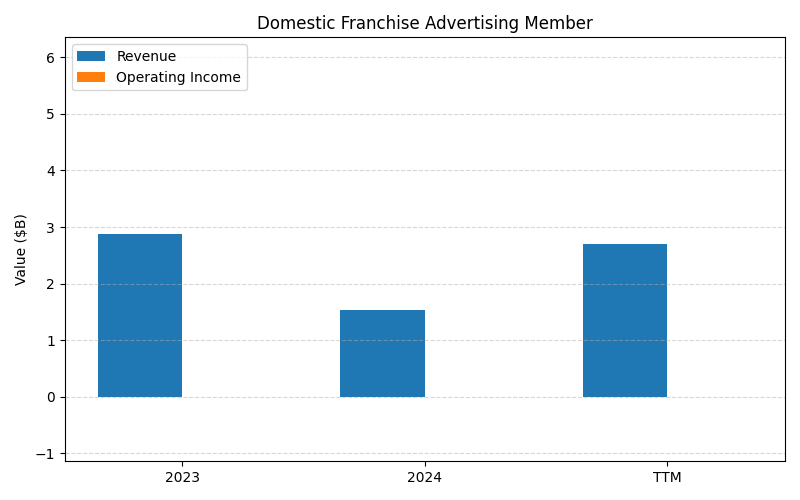 Domestic Franchise Advertising Member
Revenue
Operating Income
Value ($B)
6
5
4
3
2
1
0
−1
2023
2024
TTM